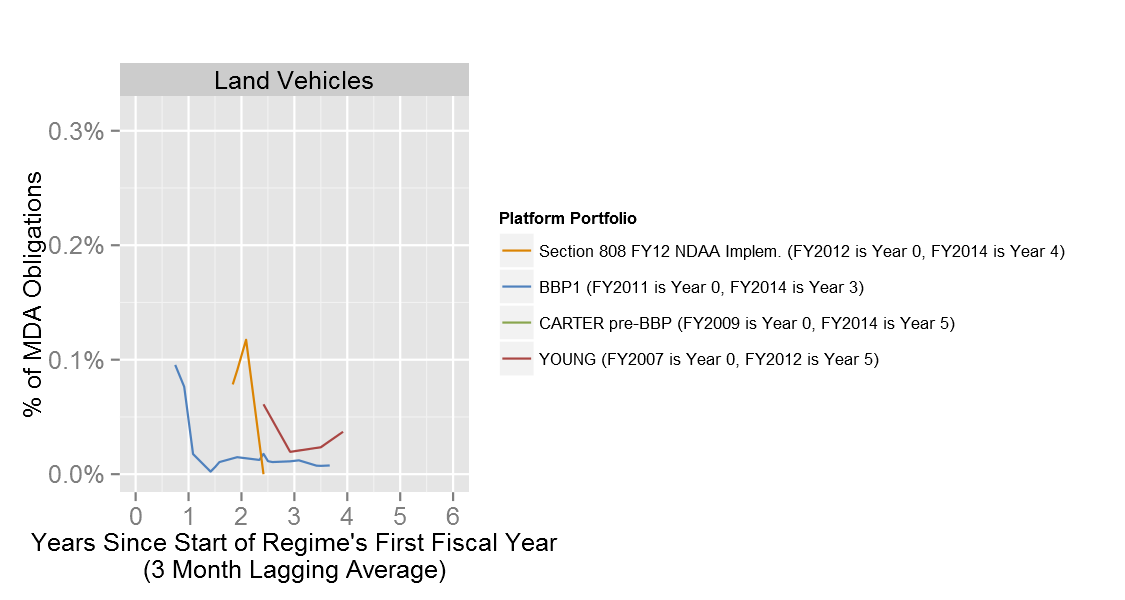 Land Vehicles
0.3%
0.2%
0.1%
0.0%
% of MDA Obligations
0 1 2 3 4 5 6
Years Since Start of Regime's First Fiscal Year
(3 Month Lagging Average)
Platform Portfolio
Section 808 FY12 NDAA Implem. (FY2012 is Year 0, FY2014 is Year 4)
BBP1 (FY2011 is Year 0, FY2014 is Year 3)
CARTER pre-BBP (FY2009 is Year 0, FY2014 is Year 5)
YOUNG (FY2007 is Year 0, FY2012 is Year 5)